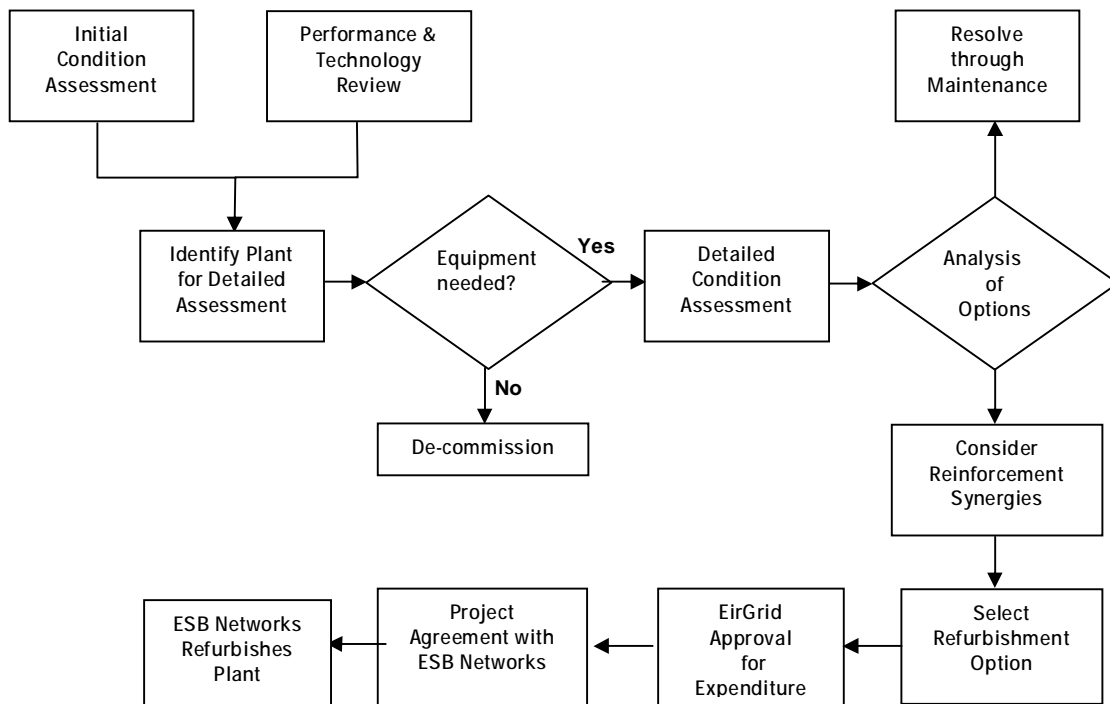 Initial
Condition
Assessment
Performance &
Technology
Review
Resolve
through
Maintenance
Identify Plant
for Detailed
Assessment
Equipment
needed?
Yes
No
Detailed
Condition
Assessment
Analysis
of
Options
De-commission
Consider
Reinforcement
Synergies
Select
Refurbishment
Option
EirGrid
Approval
for
Expenditure
Project
Agreement with
ESB Networks
ESB Networks
Refurbishes
Plant